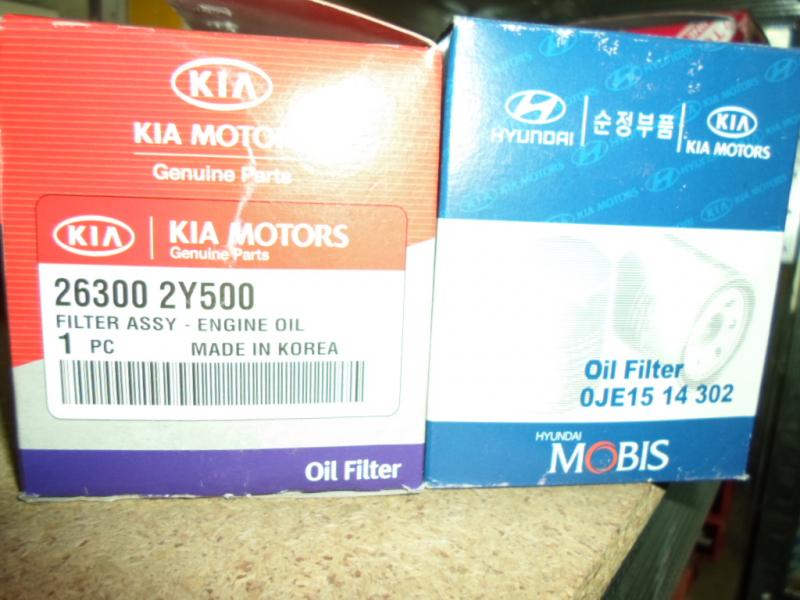 KIA
KIA MOTORS
Genuine Parts
KIA
KIA MOTORS
Genuine Parts
26300 2Y500
FILTER ASSY - ENGINE OIL
1 PC
MADE IN KOREA
Oil Filter
HYUNDAI
순정부품
KIA
KIA MOTORS
Oil Filter
0JE15 14 302
HYUNDAI
MOBIS